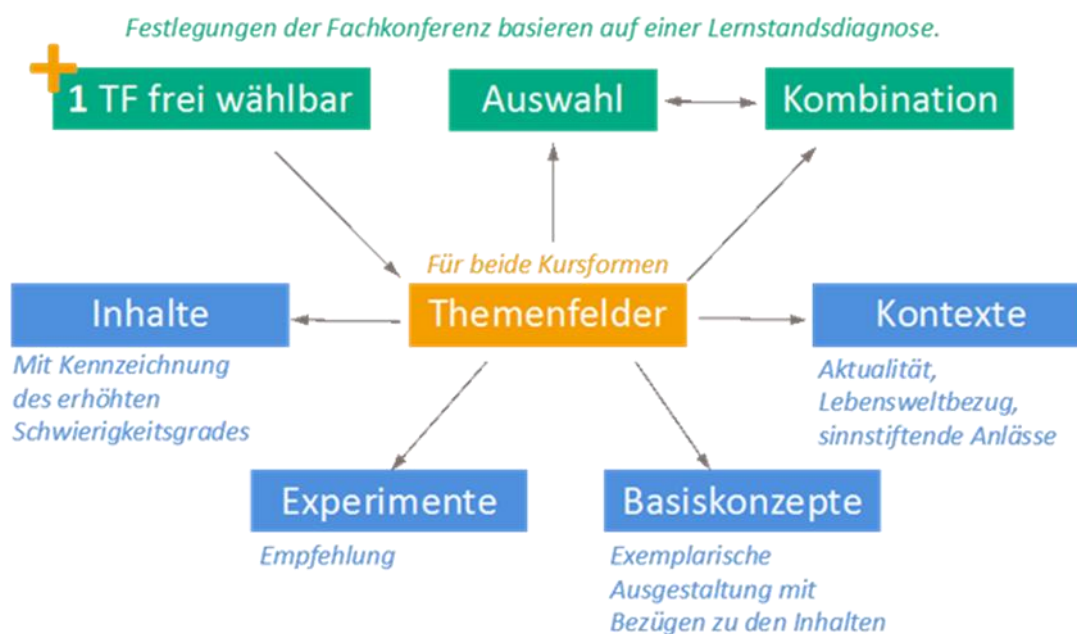 Festlegungen der Fachkonferenz basieren auf einer Lernstandsdiagnose.
1 TF frei wählbar
Auswahl
Kombination
Für beide Kursformen
Inhalte
Themenfelder
Kontexte
Mit Kennzeichnung
des erhöhten
Schwierigkeitsgrades
Aktualität,
Lebensweltbezug,
sinnstiftende Anlässe
Experimente
Basiskonzepte
Empfehlung
Exemplarische
Ausgestaltung mit
Bezügen zu den Inhalten